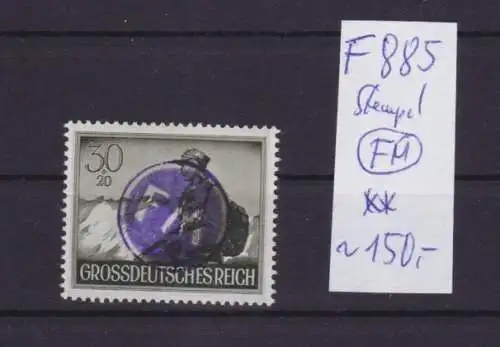 30
+20
GROSSDEUTSCHES REICH
F 885
Stempel
FM
**
~ 150,-